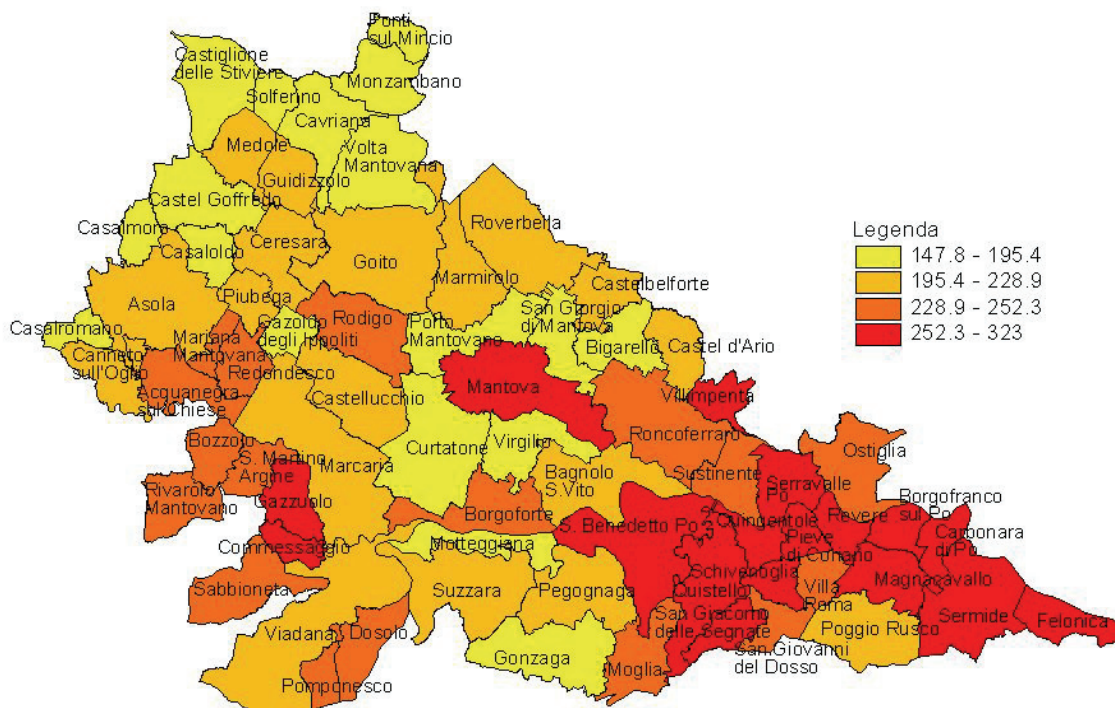 Ponti
sul Mincio
Castiglione
delle Stiviere
Monzambano
Solferino
Cavriana
Medole
Volta
Mantovana
Guidizzolo
Castel Goffredo
Roverbella
Casalmoro
Ceresara
Casaloldo
Goito
Marmirolo
Castelbelforte
Asola
Piubega
San Giorgio
di Mantova
Gazoldo
degli Ippoliti
Rodigo
Porto
Mantovano
Casalromano
Mariana
Mantovana
Bigarello
Castel d'Ario
Canneto
sull'Oglio
Redondesco
Mantova
Villimpenta
Acquanegra
sul Chiese
Castellucchio
Roncoferraro
Ostiglia
Bozzolo
Curtatone
Virgilio
S. Martino
Argine
Marcaria
Bagnolo
S.Vito
Sustinente
Serravalle
Po
Rivarolo
Mantovano
Gazzuolo
Borgoforte
S. Benedetto Po
Quingentole
Revere
Borgofranco
sul Po
Carbonara
di Po
Pieve
di Coriano
Commessaggio
Motteggiana
Schivenoglia
Magnacavallo
Sabbioneta
Suzzara
Pegognaga
Quistello
Villa
Poma
Sermide
Felonica
San Giacomo
delle Segnate
Viadana
Dosolo
Poggio Rusco
San Giovanni
del Dosso
Gonzaga
Moglia
Pomponesco
Legenda
147.8 - 195.4
195.4 - 228.9
228.9 - 252.3
252.3 - 323